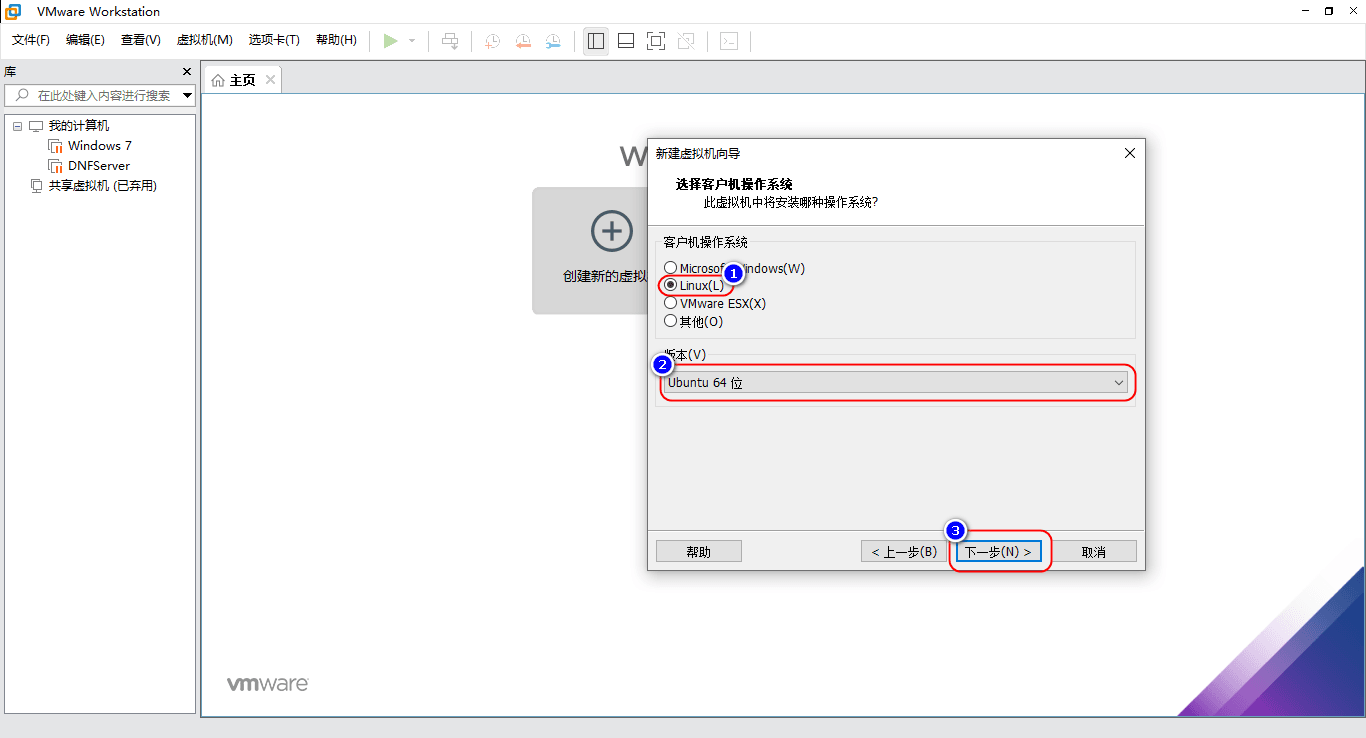 VMware Workstation
文件(F) 编辑(E) 查看(V) 虚拟机(M) 选项卡(T) 帮助(H)
库
在此处键入内容进行搜索
我的计算机
Windows 7
DNFServer
共享虚拟机 (已弃用)
主页
W
创建新的虚拟
新建虚拟机向导
选择客户机操作系统
此虚拟机中将安装哪种操作系统?
客户机操作系统
Microsoft Windows(W)
1
Linux(L)
VMware ESX(X)
其他(O)
版本(V)
2
Ubuntu 64 位
3
帮助 < 上一步(B) 下一步(N) > 取消
vmware